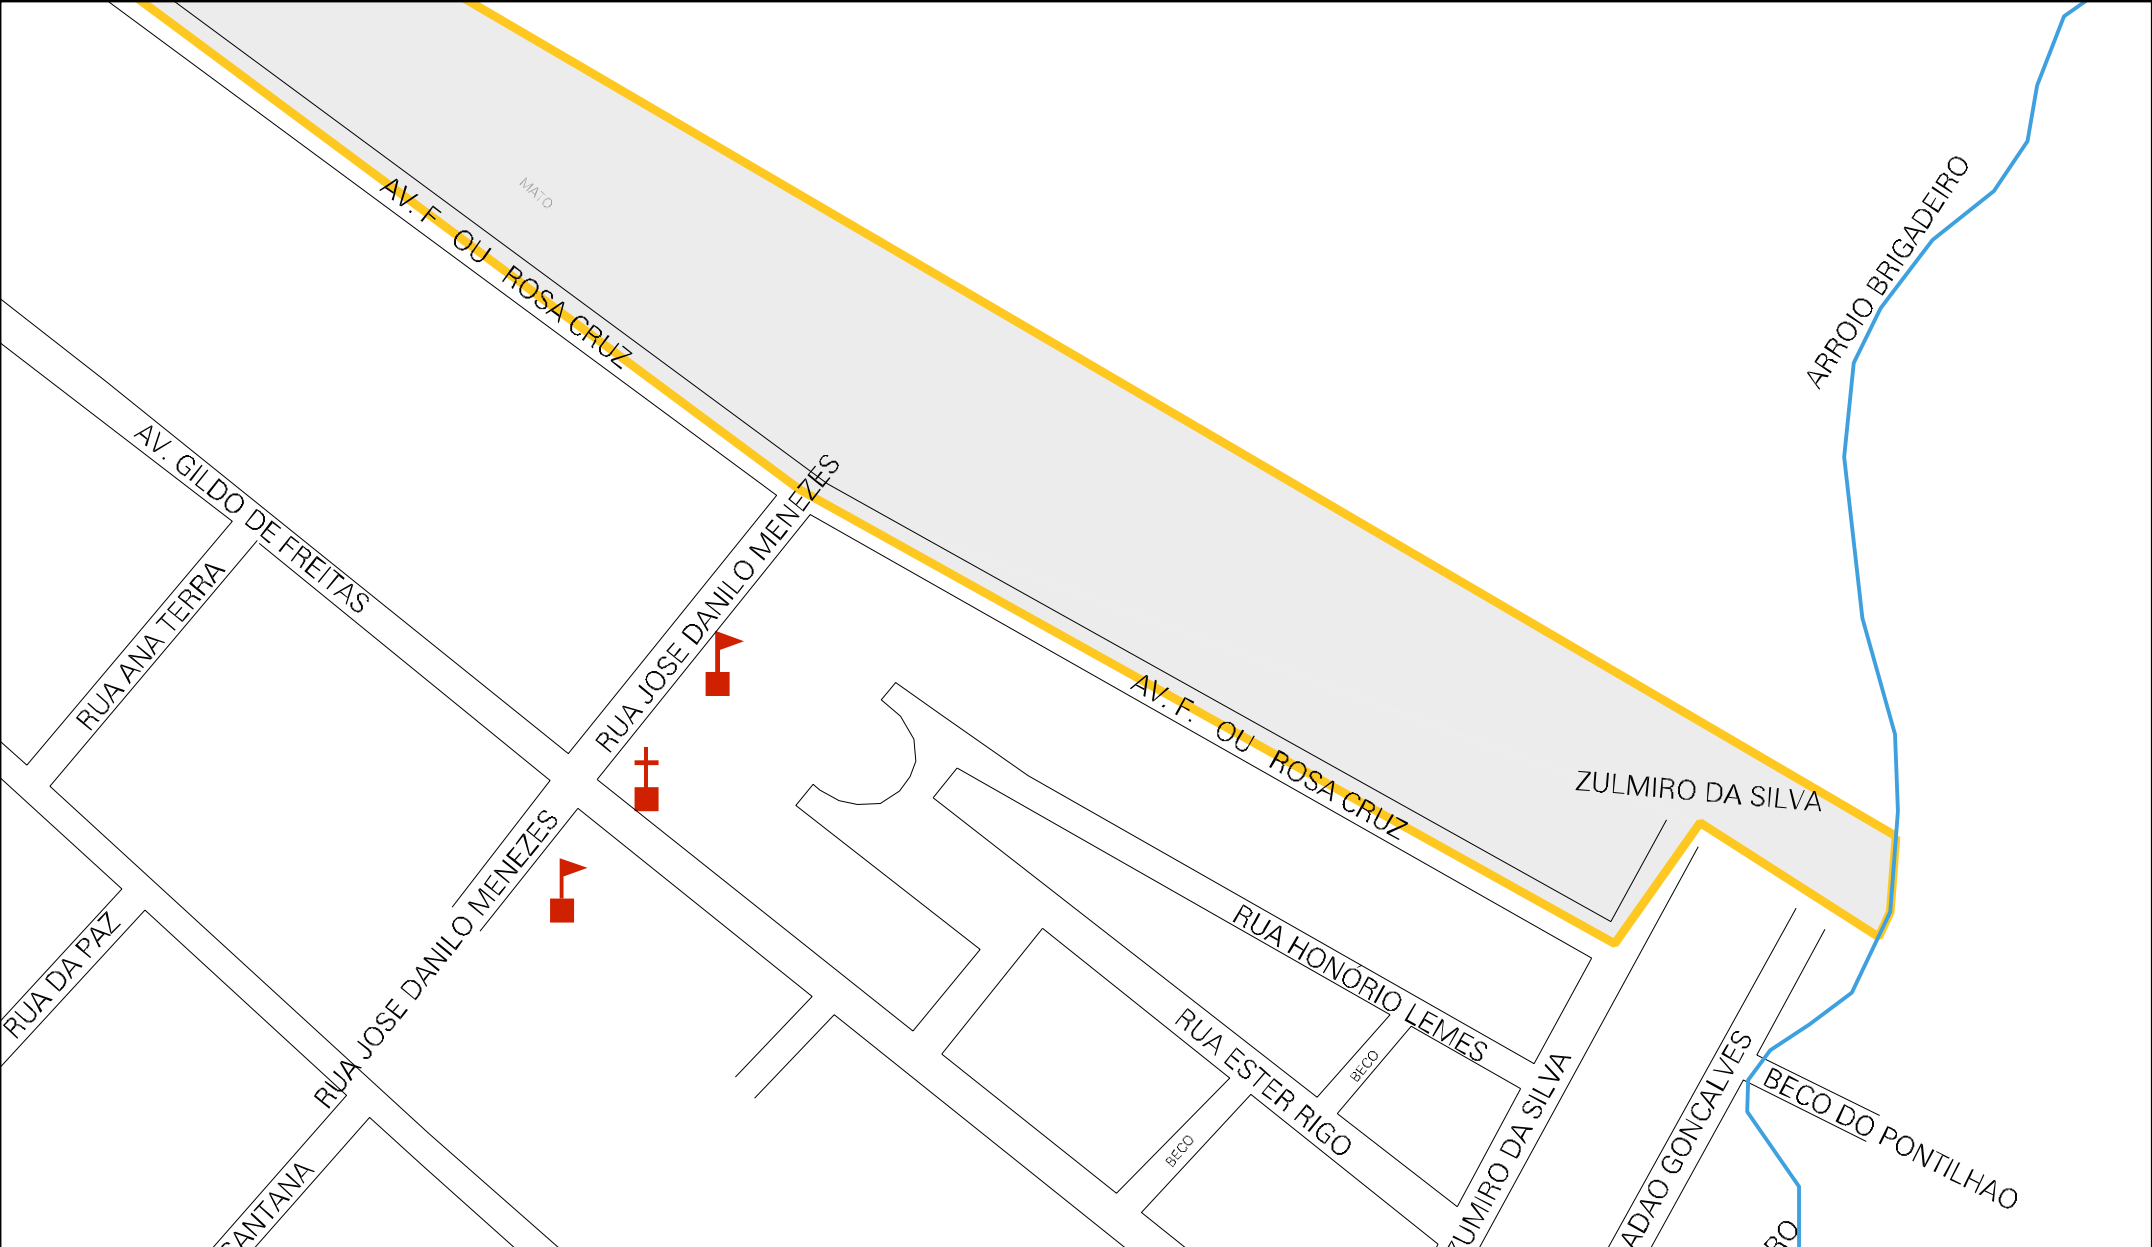 MATO
AV. F OU ROSA CRUZ
ARROIO BRIGADEIRO
AV. GILDO DE FREITAS
RUA JOSE DANILO MENEZES
RUA ANA TERRA
AV. F. OU ROSA CRUZ
ZULMIRO DA SILVA
RUA JOSE DANILO MENEZES
RUA DA PAZ
RUA HONORIO LEMES
RUA ESTER RIGO
BECO
BECO
ZUMIRO DA SILVA
ADAO GONCALVES
BECO DO PONTILHAO
SANTANA
RO